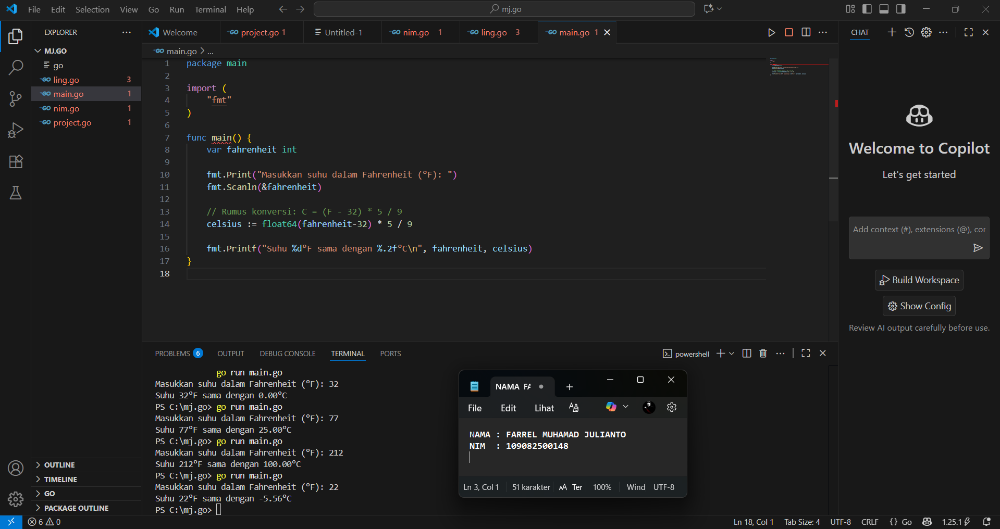 File Edit Selection View Go Run Terminal Help
mj.go
EXPLORER
MJ.GO
go
ling.go 3
main.go 1
nim.go 1
project.go 1
OUTLINE
TIMELINE
GO
PACKAGE OUTLINE
Welcome project.go 1 Untitled-1 nim.go 1 ling.go 3 main.go 1
main.go > ...
1 package main
2
3 import (
4 "fmt"
5 )
6
7 func main() {
8 var fahrenheit int
9
10 fmt.Print("Masukkan suhu dalam Fahrenheit (°F): ")
11 fmt.Scanln(&fahrenheit)
12
13 // Rumus konversi: C = (F - 32) * 5 / 9
14 celsius := float64(fahrenheit-32) * 5 / 9
15
16 fmt.Printf("Suhu %d°F sama dengan %.2f°C\n", fahrenheit, celsius)
17 }
18
PROBLEMS 6 OUTPUT DEBUG CONSOLE TERMINAL PORTS
powershell
go run main.go
Masukkan suhu dalam Fahrenheit (°F): 32
Suhu 32°F sama dengan 0.00°C
PS C:\mj.go> go run main.go
Masukkan suhu dalam Fahrenheit (°F): 77
Suhu 77°F sama dengan 25.00°C
PS C:\mj.go> go run main.go
Masukkan suhu dalam Fahrenheit (°F): 212
Suhu 212°F sama dengan 100.00°C
PS C:\mj.go> go run main.go
Masukkan suhu dalam Fahrenheit (°F): 22
Suhu 22°F sama dengan -5.56°C
PS C:\mj.go>
NAMA FA
File Edit Lihat
NAMA : FARREL MUHAMAD JULIANTO
NIM : 109082500148
Ln 3, Col 1 51 karakter Ter 100% Wind UTF-8
CHAT
Welcome to Copilot
Let's get started
Add context (#), extensions (@), cor
Build Workspace
Show Config
Review AI output carefully before use.
6 0
Ln 18, Col 1 Tab Size: 4 UTF-8 CRLF {} Go 1.25.1